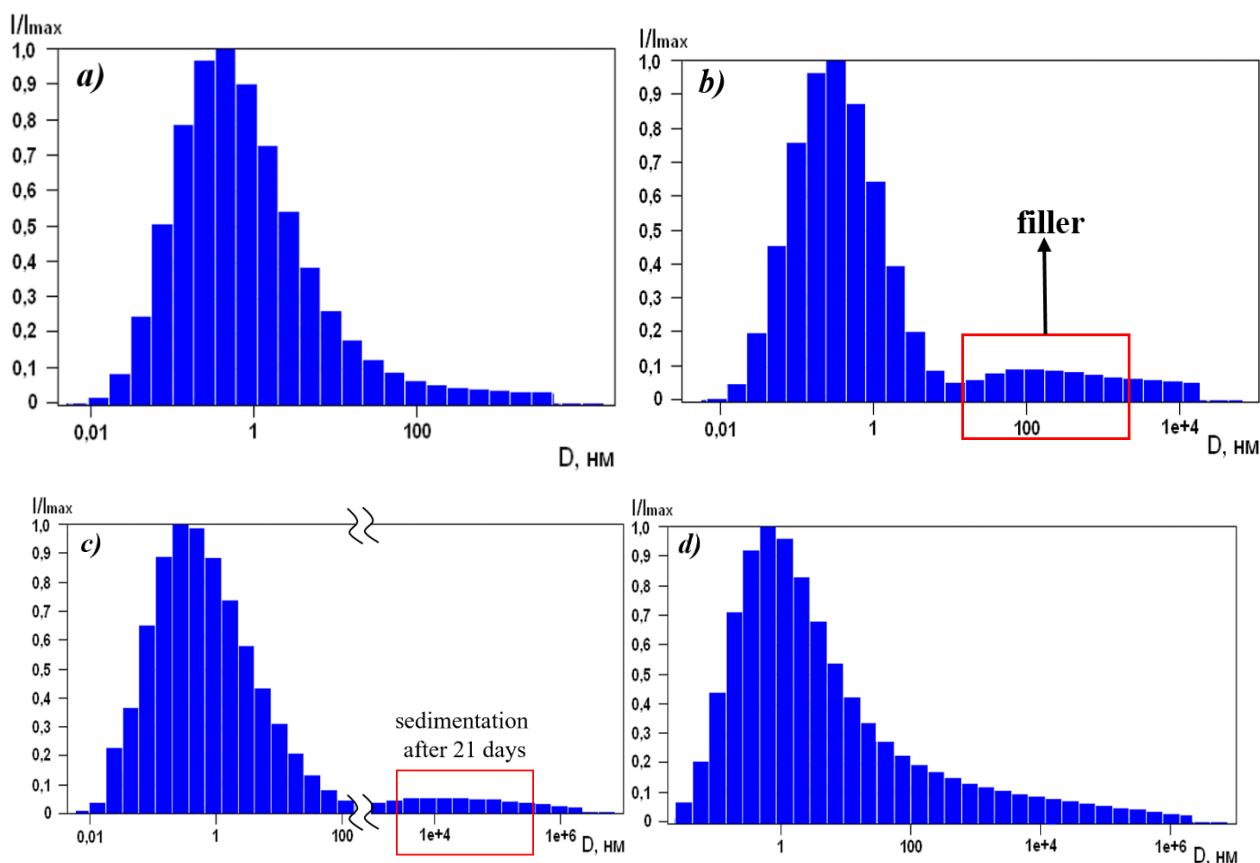 I/Imax
1,0
0,9
0,8
0,7
0,6
0,5
0,4
0,3
0,2
0,1
0
a)
0,01 1 100
D, нм
I/Imax
1,0
0,9
0,8
0,7
0,6
0,5
0,4
0,3
0,2
0,1
0
b)
filler
0,01 1 100 1e+4
D, нм
I/Imax
1,0
0,9
0,8
0,7
0,6
0,5
0,4
0,3
0,2
0,1
0
c)
sedimentation
after 21 days
0,01 1 100 1e+4 1e+6
D, нм
I/Imax
1,0
0,9
0,8
0,7
0,6
0,5
0,4
0,3
0,2
0,1
0
d)
1 100 1e+4 1e+6
D, нм